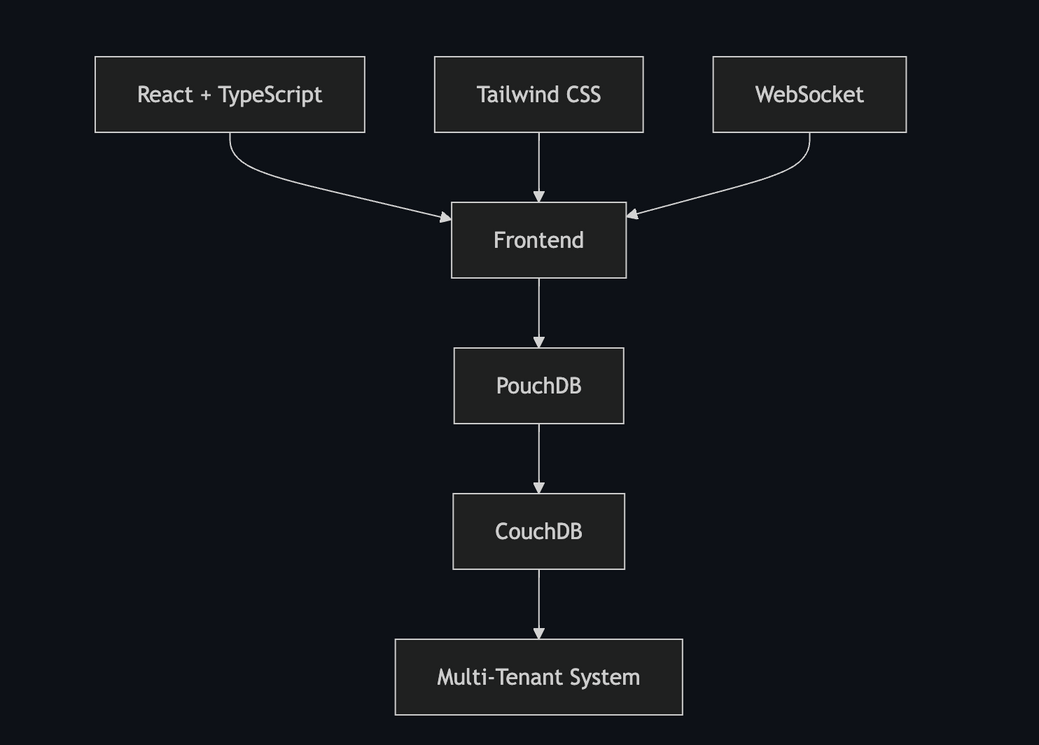 React + TypeScript
Tailwind CSS
WebSocket
Frontend
PouchDB
CouchDB
Multi-Tenant System